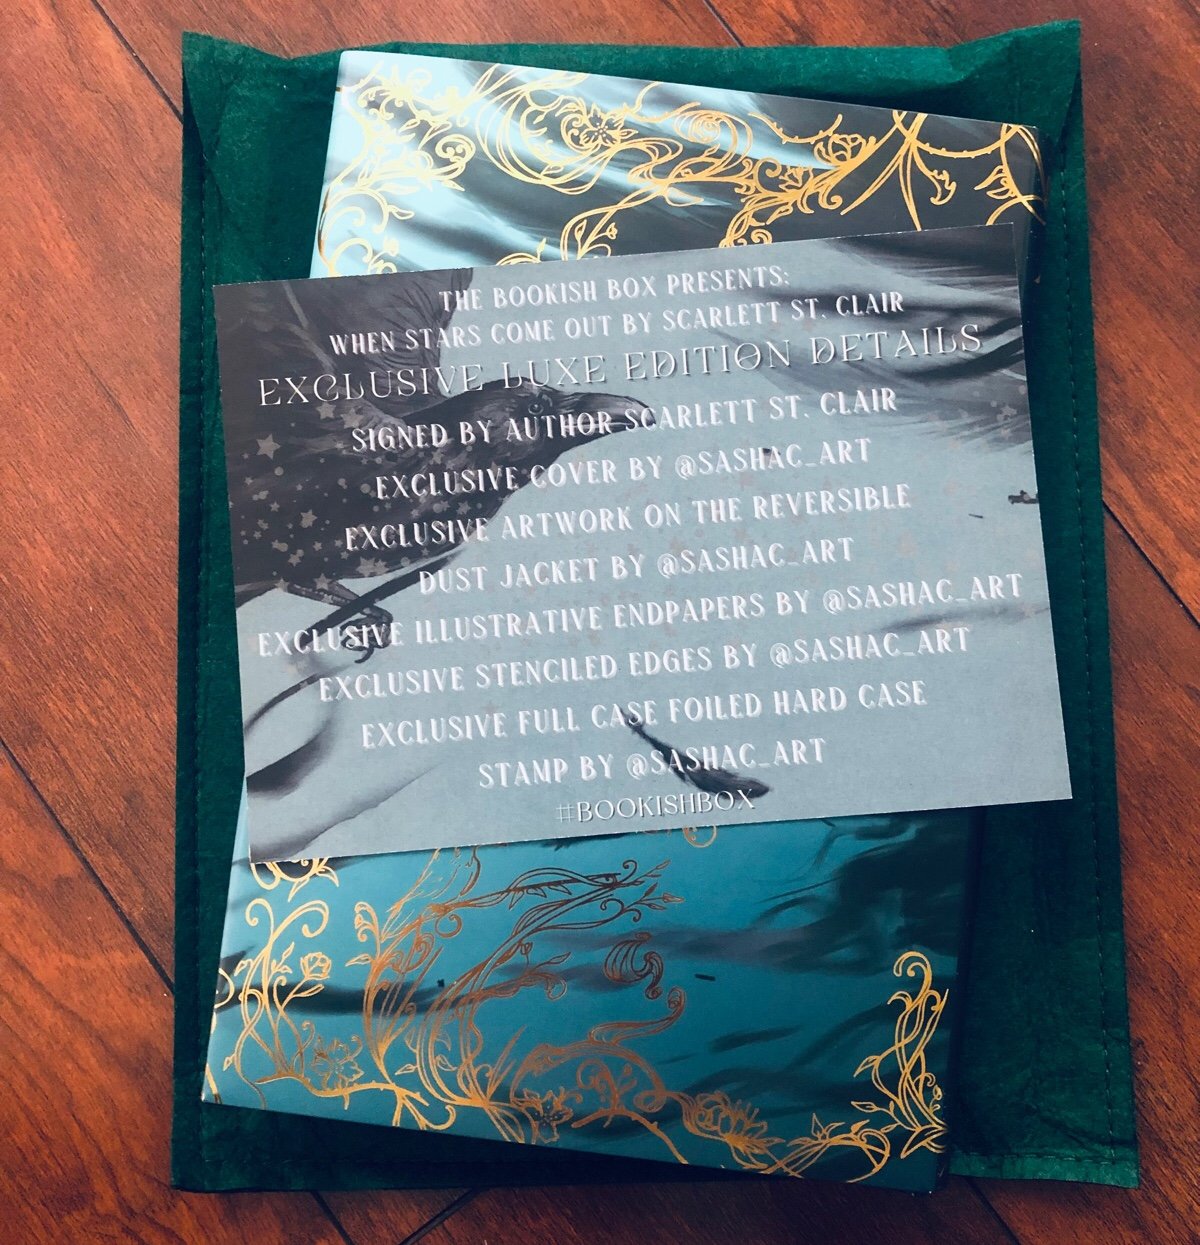 THE BOOKISH BOX PRESENTS:
WHEN STARS COME OUT BY SCARLETT ST. CLAIR
EXCLUSIVE LUXE EDITION DETAILS
SIGNED BY AUTHOR SCARLETT ST. CLAIR
EXCLUSIVE COVER BY @SASHAC_ART
EXCLUSIVE ARTWORK ON THE REVERSIBLE
DUST JACKET BY @SASHAC_ART
EXCLUSIVE ILLUSTRATIVE ENDPAPERS BY @SASHAC_ART
EXCLUSIVE STENCILED EDGES BY @SASHAC_ART
EXCLUSIVE FULL CASE FOILED HARD CASE
STAMP BY @SASHAC_ART
#BOOKISHBOX